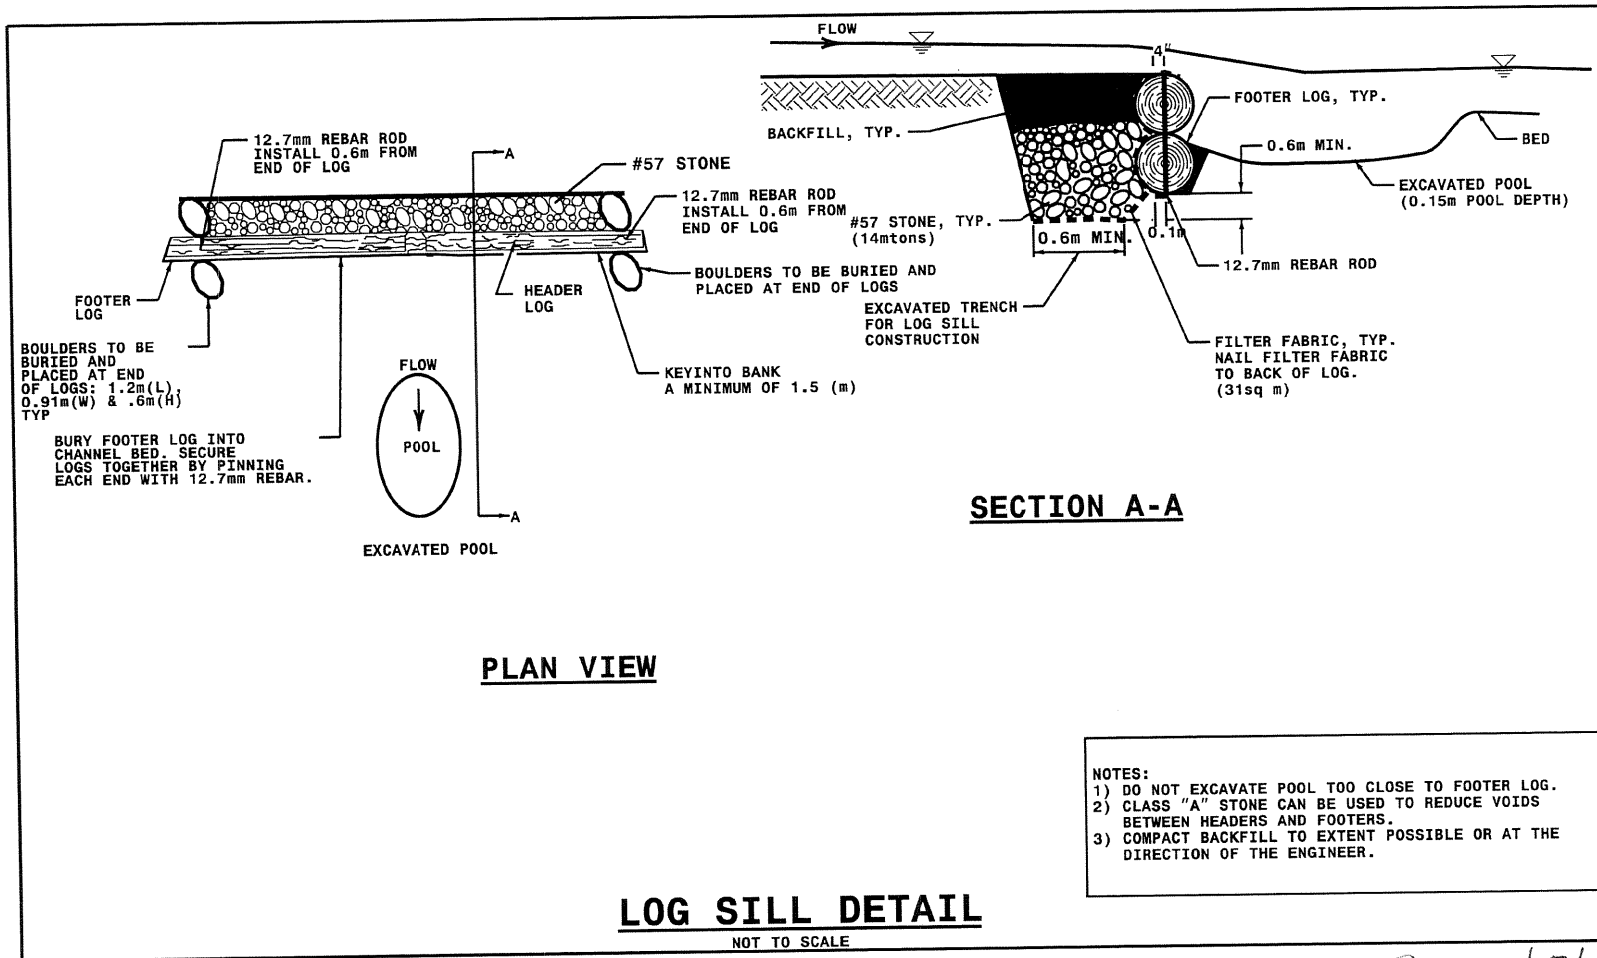 12.7mm REBAR ROD
INSTALL 0.6m FROM
END OF LOG
A
#57 STONE
12.7mm REBAR ROD
INSTALL 0.6m FROM
END OF LOG
FOOTER
LOG
HEADER
LOG
BOULDERS TO BE BURIED AND
PLACED AT END OF LOGS
BOULDERS TO BE
BURIED AND
PLACED AT END
OF LOGS: 1.2m(L),
0.91m(W) & .6m(H)
TYP
KEYINTO BANK
A MINIMUM OF 1.5 (m)
BURY FOOTER LOG INTO
CHANNEL BED. SECURE
LOGS TOGETHER BY PINNING
EACH END WITH 12.7mm REBAR.
FLOW
POOL
A
EXCAVATED POOL
PLAN VIEW
FLOW
4"
FOOTER LOG, TYP.
BACKFILL, TYP.
0.6m MIN.
BED
EXCAVATED POOL
(0.15m POOL DEPTH)
#57 STONE, TYP.
(14mtons)
0.6m MIN.
0.1m
12.7mm REBAR ROD
EXCAVATED TRENCH
FOR LOG SILL
CONSTRUCTION
FILTER FABRIC, TYP.
NAIL FILTER FABRIC
TO BACK OF LOG.
(31sq m)
SECTION A-A
NOTES:
1) DO NOT EXCAVATE POOL TOO CLOSE TO FOOTER LOG.
2) CLASS "A" STONE CAN BE USED TO REDUCE VOIDS
BETWEEN HEADERS AND FOOTERS.
3) COMPACT BACKFILL TO EXTENT POSSIBLE OR AT THE
DIRECTION OF THE ENGINEER.
LOG SILL DETAIL
NOT TO SCALE